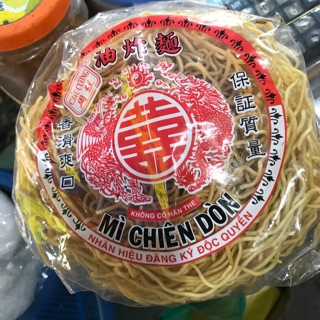 油炸麵
香滑爽口
保証質量
囍
KHÔNG CÓ HÀN THE
MÌ CHIÊN DÒN
NHÃN HIỆU ĐĂNG KÝ ĐỘC QUYỀN